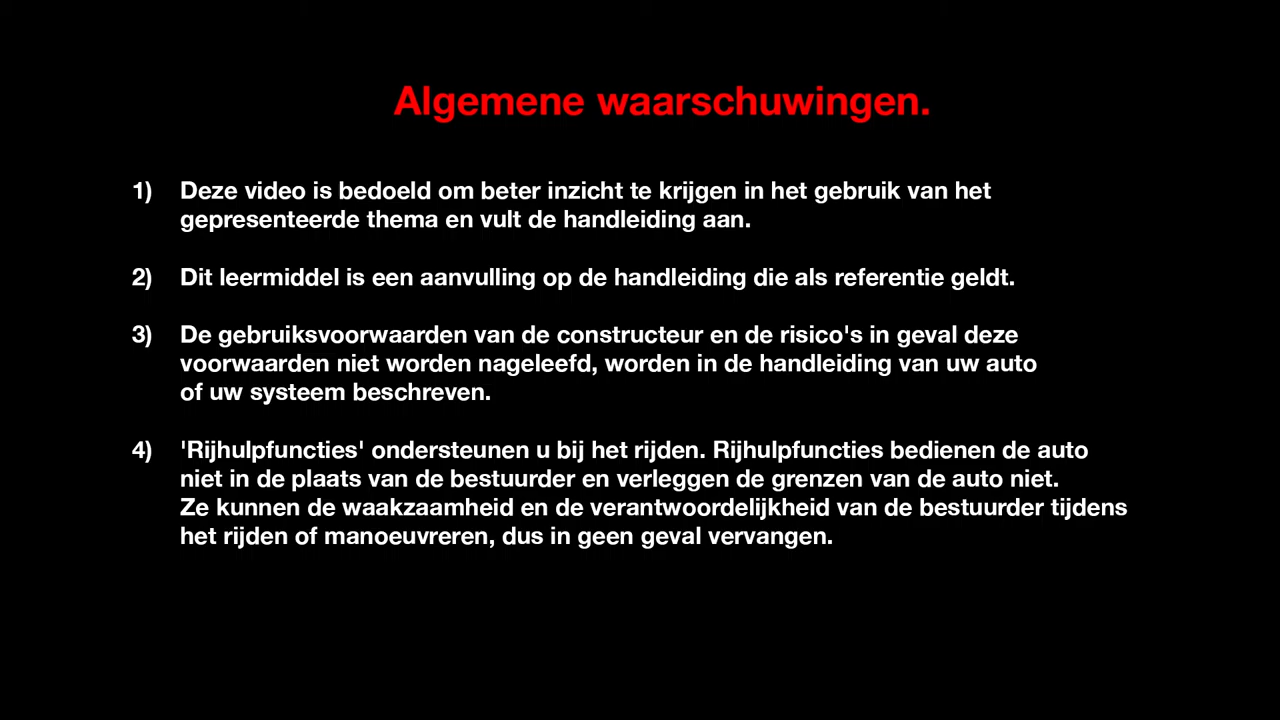 Algemene waarschuwingen.
1) Deze video is bedoeld om beter inzicht te krijgen in het gebruik van het
gepresenteerde thema en vult de handleiding aan.
2) Dit leermiddel is een aanvulling op de handleiding die als referentie geldt.
3) De gebruiksvoorwaarden van de constructeur en de risico's in geval deze
voorwaarden niet worden nageleefd, worden in de handleiding van uw auto
of uw systeem beschreven.
4) 'Rijhulpfuncties' ondersteunen u bij het rijden. Rijhulpfuncties bedienen de auto
niet in de plaats van de bestuurder en verleggen de grenzen van de auto niet.
Ze kunnen de waakzaamheid en de verantwoordelijkheid van de bestuurder tijdens
het rijden of manoeuvreren, dus in geen geval vervangen.